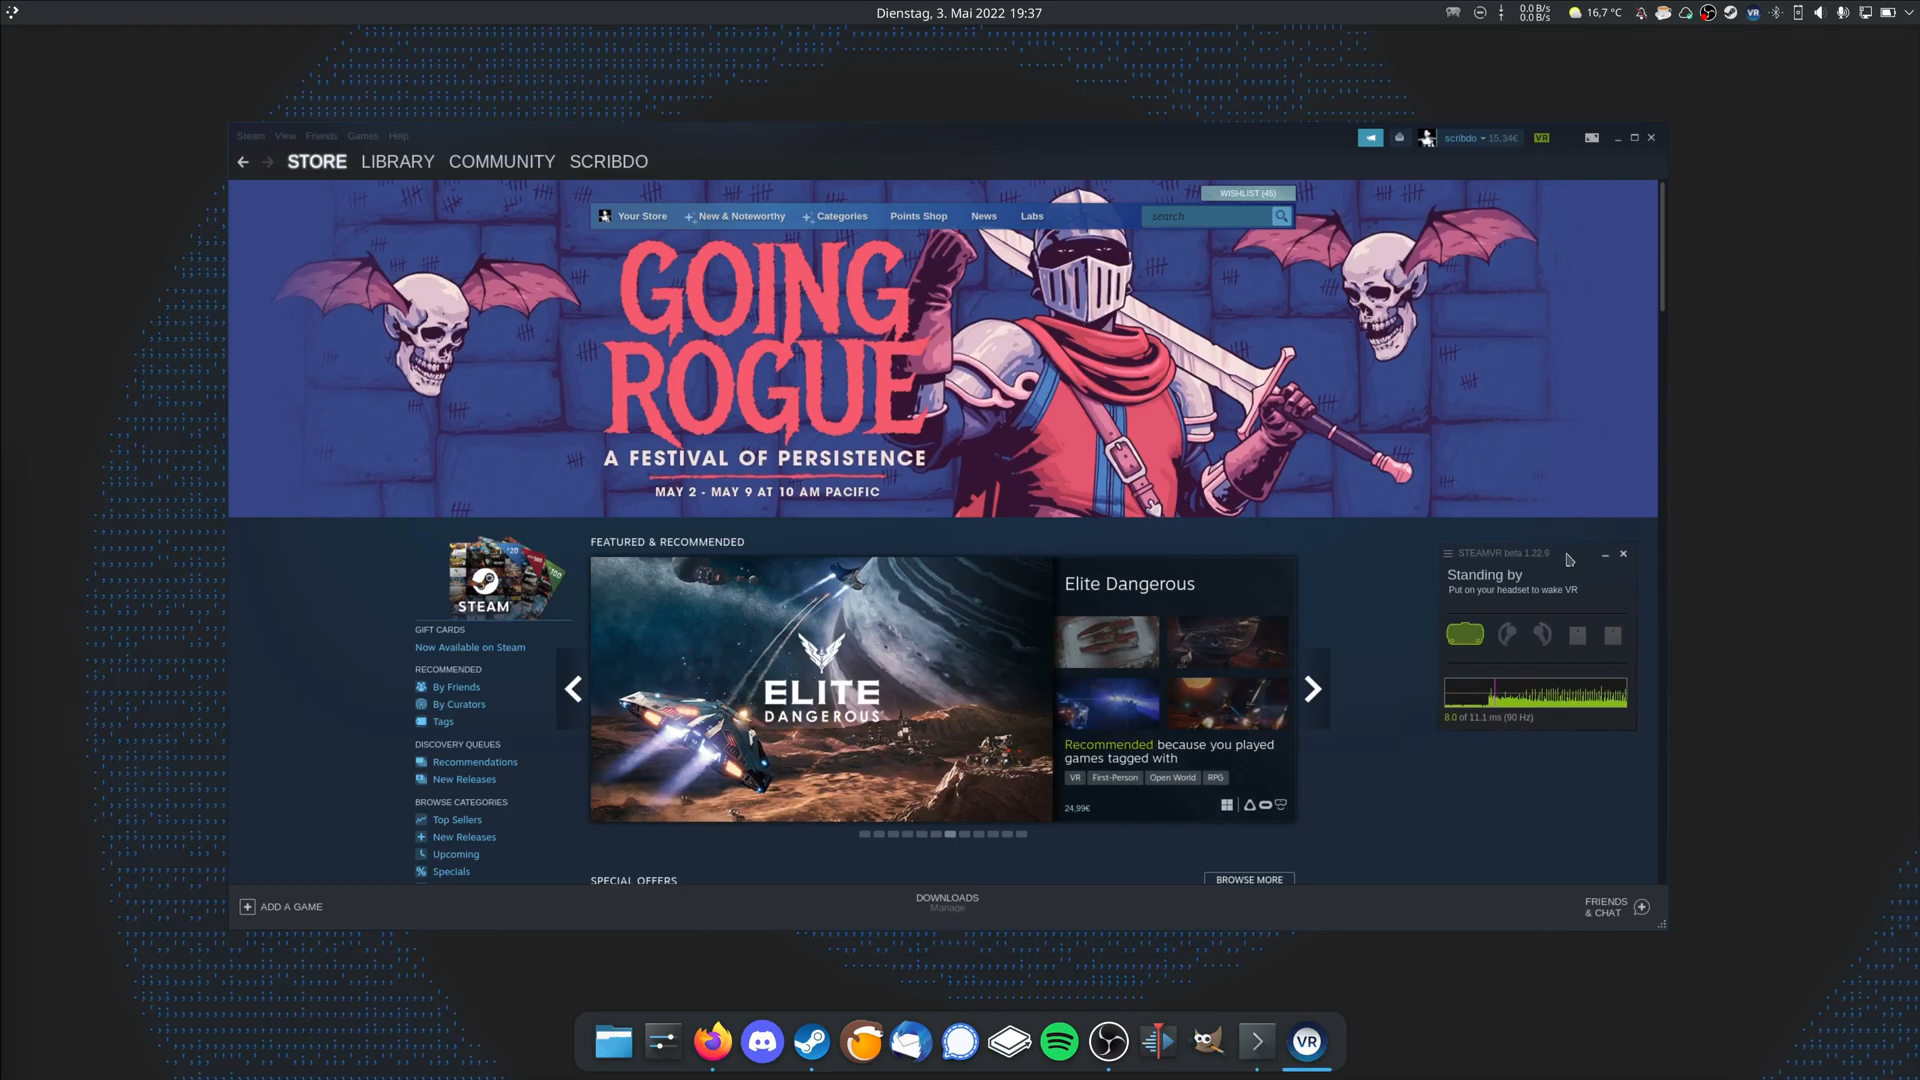 Dienstag, 3. Mai 2022 19:37
0.0 B/s
0.0 B/s
16,7 °C
VR
Steam View Friends Games Help
scribdo 15.34€ VR
STORE LIBRARY COMMUNITY SCRIBDO
WISHLIST (45)
Your Store New & Noteworthy Categories Points Shop News Labs search
GOING
ROGUE
A FESTIVAL OF PERSISTENCE
MAY 2 - MAY 9 AT 10 AM PACIFIC
FEATURED & RECOMMENDED
STEAM
GIFT CARDS
Now Available on Steam
RECOMMENDED
By Friends
By Curators
Tags
DISCOVERY QUEUES
Recommendations
New Releases
BROWSE CATEGORIES
Top Sellers
New Releases
Upcoming
Specials
ELITE
DANGEROUS
Elite Dangerous
Recommended because you played
games tagged with
VR First-Person Open World RPG
24,99€
STEAMVR beta 1.22.9
Standing by
Put on your headset to wake VR
8.0 of 11.1 ms (90 Hz)
SPECIAL OFFERS
BROWSE MORE
ADD A GAME
DOWNLOADS
Manage
FRIENDS
& CHAT
VR